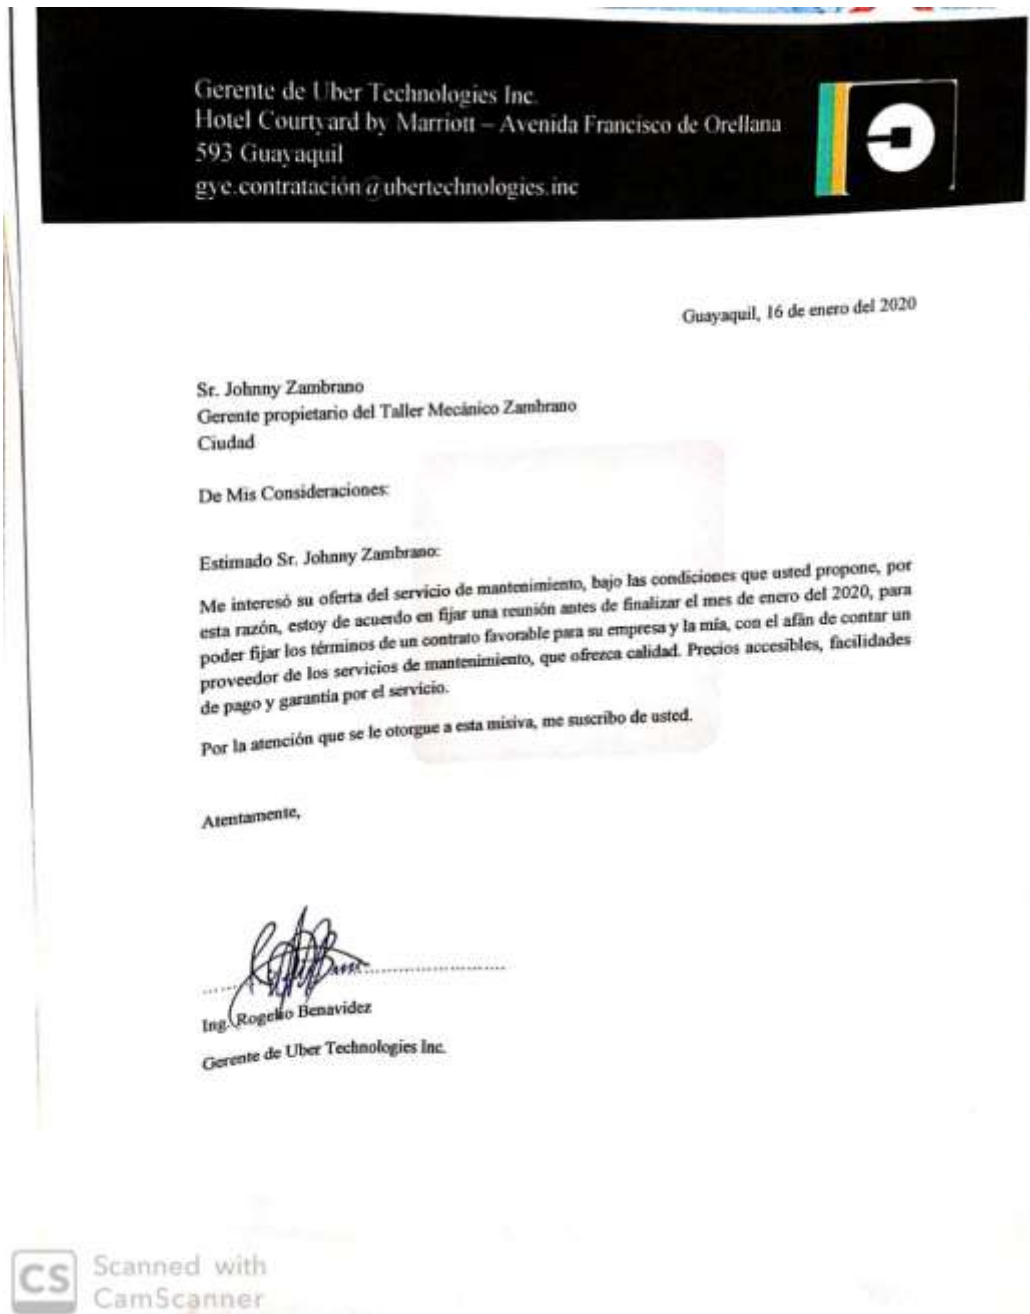 Gerente de Uber Technologies Inc.
Hotel Courtyard by Marriott – Avenida Francisco de Orellana
593 Guayaquil
gye.contratación@ubertechnologies.inc
Guayaquil, 16 de enero del 2020
Sr. Johnny Zambrano
Gerente propietario del Taller Mecánico Zambrano
Ciudad
De Mis Consideraciones:
Estimado Sr. Johnny Zambrano:
Me interesó su oferta del servicio de mantenimiento, bajo las condiciones que usted propone, por
esta razón, estoy de acuerdo en fijar una reunión antes de finalizar el mes de enero del 2020, para
poder fijar los términos de un contrato favorable para su empresa y la mía, con el afán de contar un
proveedor de los servicios de mantenimiento, que ofrezca calidad. Precios accesibles, facilidades
de pago y garantía por el servicio.
Por la atención que se le otorgue a esta misiva, me suscribo de usted.
Atentamente,
Ing. Rogelio Benavidez
Gerente de Uber Technologies Inc.
CS Scanned with
CamScanner